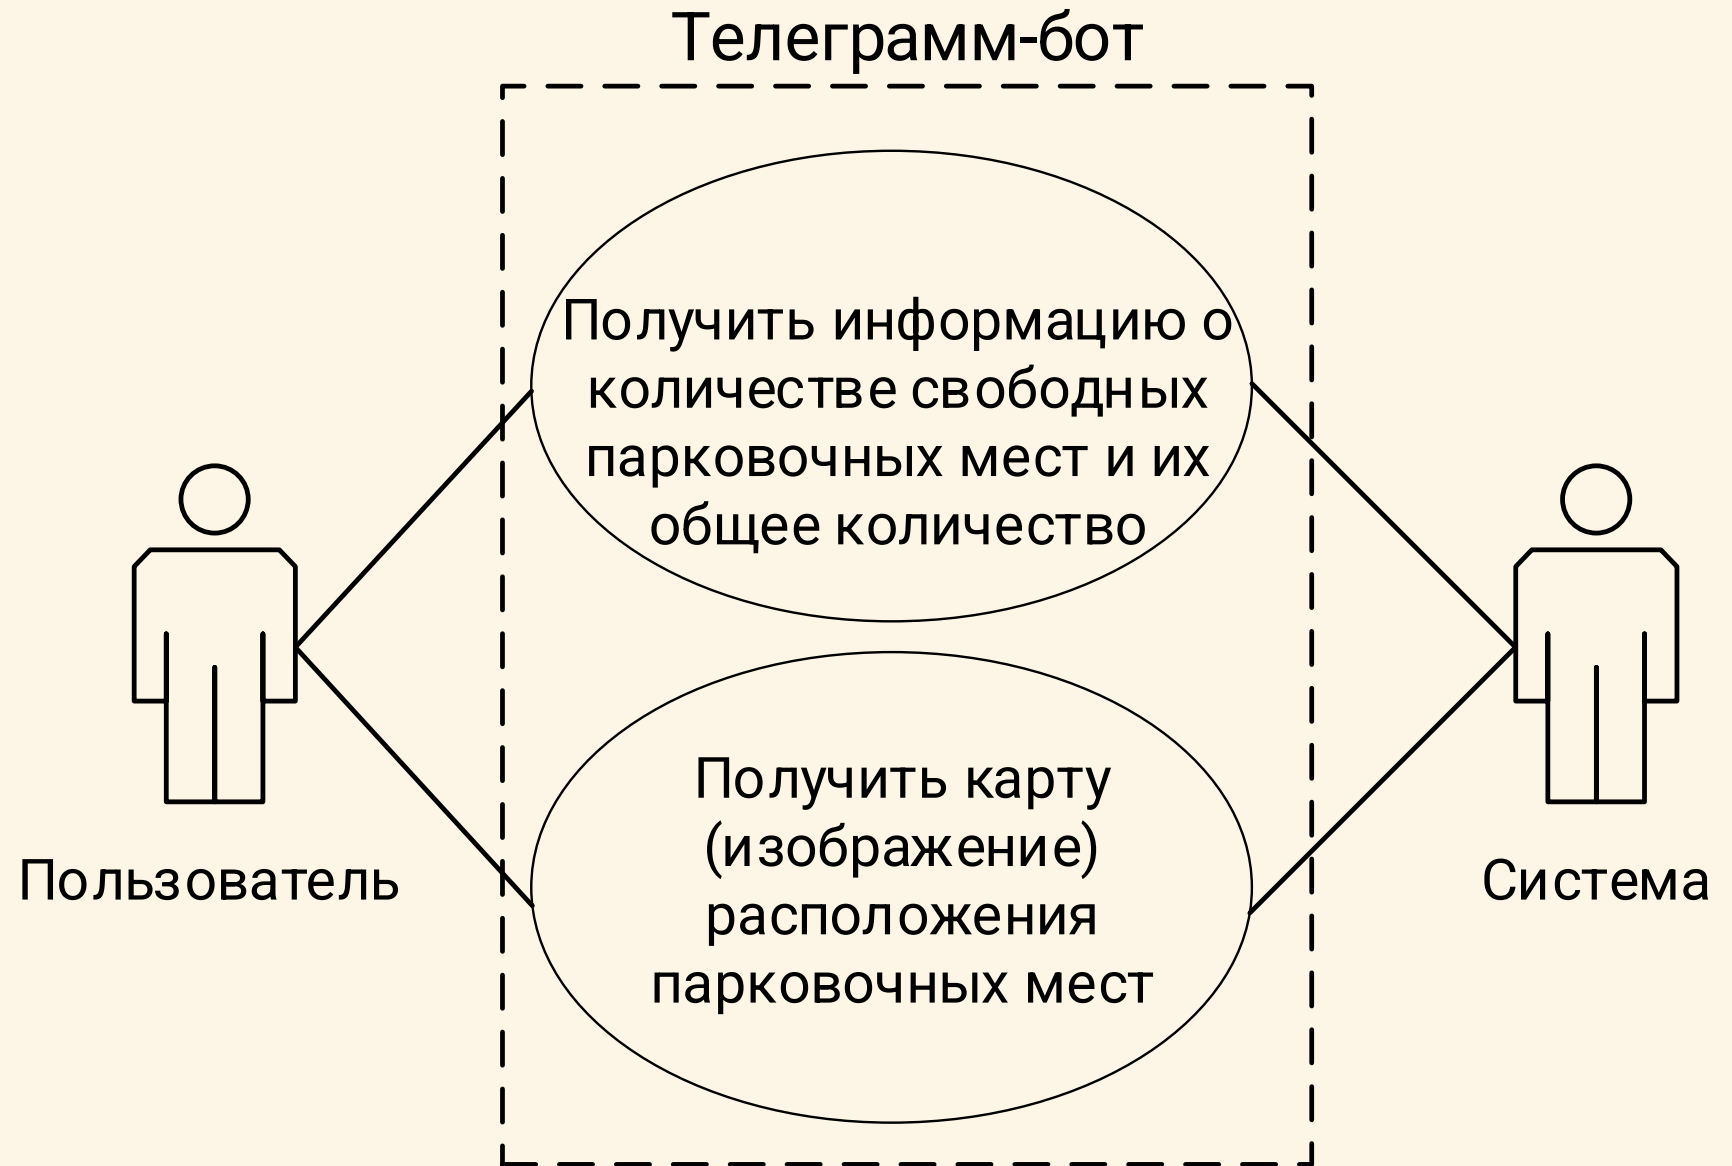 Телеграмм-бот
Получить информацию о
количестве свободных
парковочных мест и их
общее количество
Получить карту
(изображение)
расположения
парковочных мест
Пользователь
Система